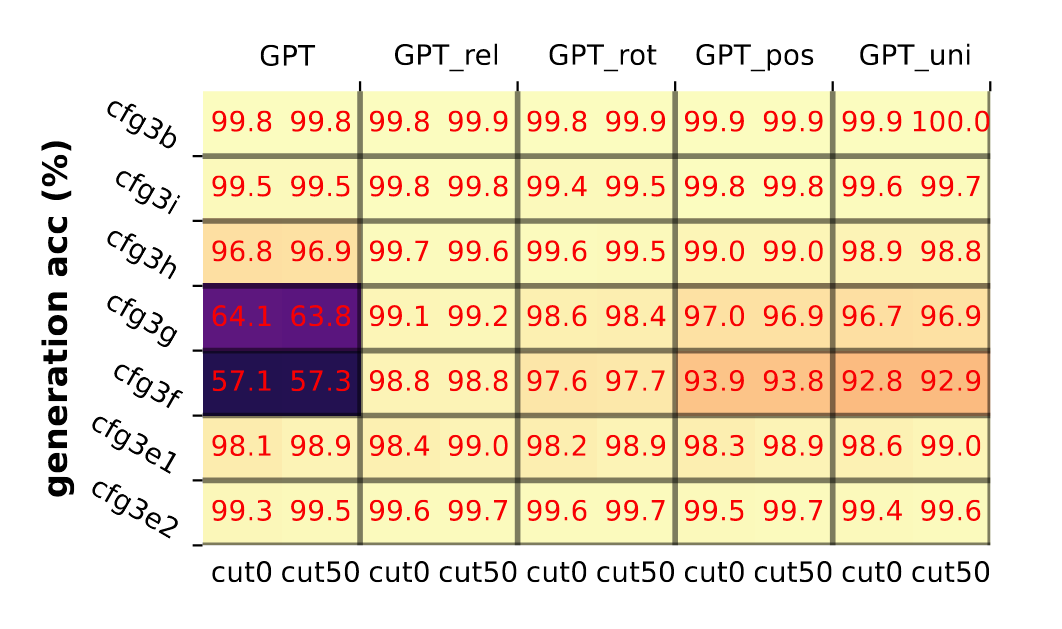 GPT GPT_rel GPT_rot GPT_pos GPT_uni
generation acc (%)
cfg3b 99.8 99.8 99.8 99.9 99.8 99.9 99.9 99.9 99.9 100.0
cfg3i 99.5 99.5 99.8 99.8 99.4 99.5 99.8 99.8 99.6 99.7
cfg3h 96.8 96.9 99.7 99.6 99.6 99.5 99.0 99.0 98.9 98.8
cfg3g 64.1 63.8 99.1 99.2 98.6 98.4 97.0 96.9 96.7 96.9
cfg3f 57.1 57.3 98.8 98.8 97.6 97.7 93.9 93.8 92.8 92.9
cfg3e1 98.1 98.9 98.4 99.0 98.2 98.9 98.3 98.9 98.6 99.0
cfg3e2 99.3 99.5 99.6 99.7 99.6 99.7 99.5 99.7 99.4 99.6
cut0 cut50 cut0 cut50 cut0 cut50 cut0 cut50 cut0 cut50